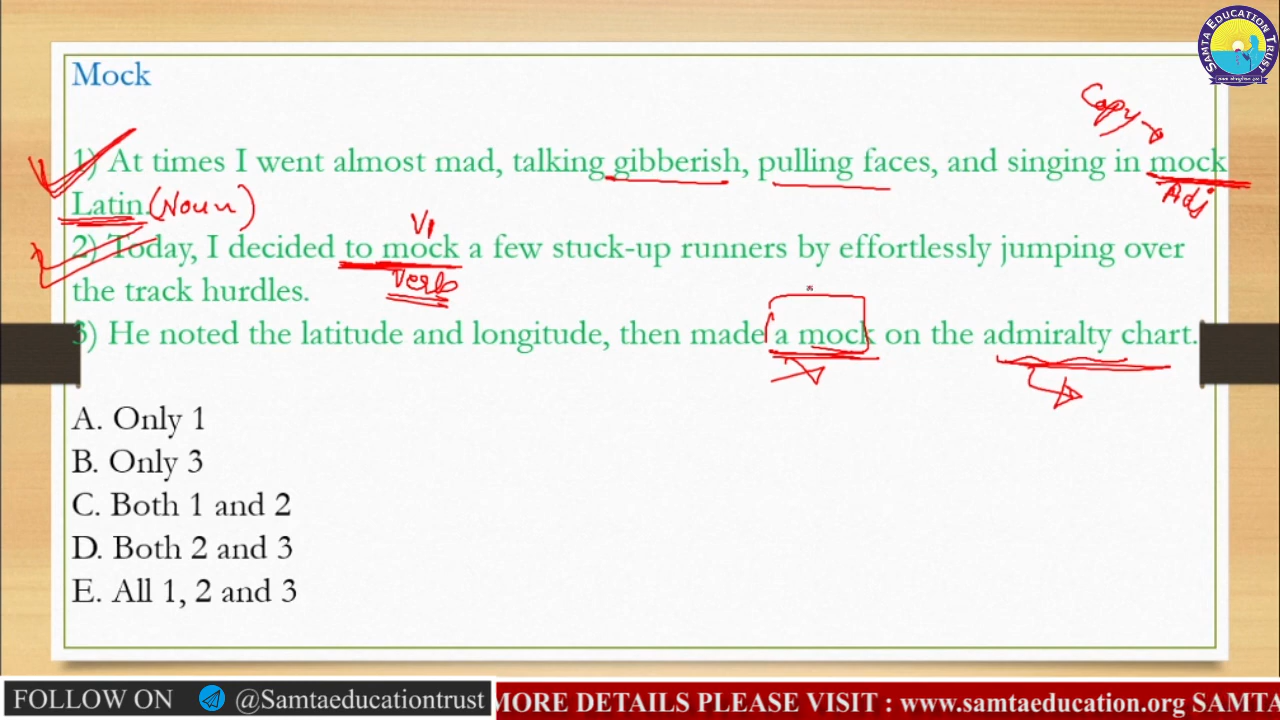 SAMTA EDUCATION TRUST
Mock
Copy
1) At times I went almost mad, talking gibberish, pulling faces, and singing in mock
Adj
Latin. (Noun)
V1
2) Today, I decided to mock a few stuck-up runners by effortlessly jumping over
Verb
the track hurdles.
3) He noted the latitude and longitude, then made a mock on the admiralty chart.
A. Only 1
B. Only 3
C. Both 1 and 2
D. Both 2 and 3
E. All 1, 2 and 3
FOLLOW ON @Samtaeducationtrust MORE DETAILS PLEASE VISIT : www.samtaeducation.org SAMTA